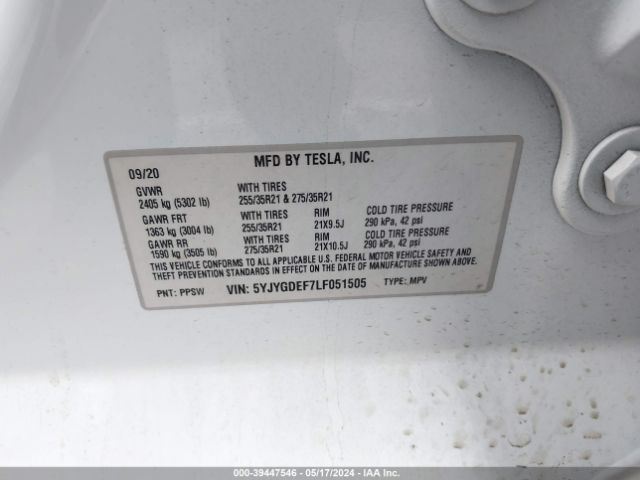 MFD BY TESLA, INC.
09/20
GVWR WITH TIRES
2405 kg (5302 lb) 255/35R21 & 275/35R21
GAWR FRT WITH TIRES RIM COLD TIRE PRESSURE
1363 kg (3004 lb) 255/35R21 21X9.5J 290 kPa, 42 psi
GAWR RR WITH TIRES RIM COLD TIRE PRESSURE
1590 kg (3505 lb) 275/35R21 21X10.5J 290 kPa, 42 psi
THIS VEHICLE CONFORMS TO ALL APPLICABLE U.S. FEDERAL MOTOR VEHICLE SAFETY AND
THEFT PREVENTION STANDARDS IN EFFECT ON THE DATE OF MANUFACTURE SHOWN ABOVE.
PNT: PPSW VIN: 5YJYGDEF7LF051505 TYPE: MPV
000-39447546 - 05/17/2024 - IAA Inc.